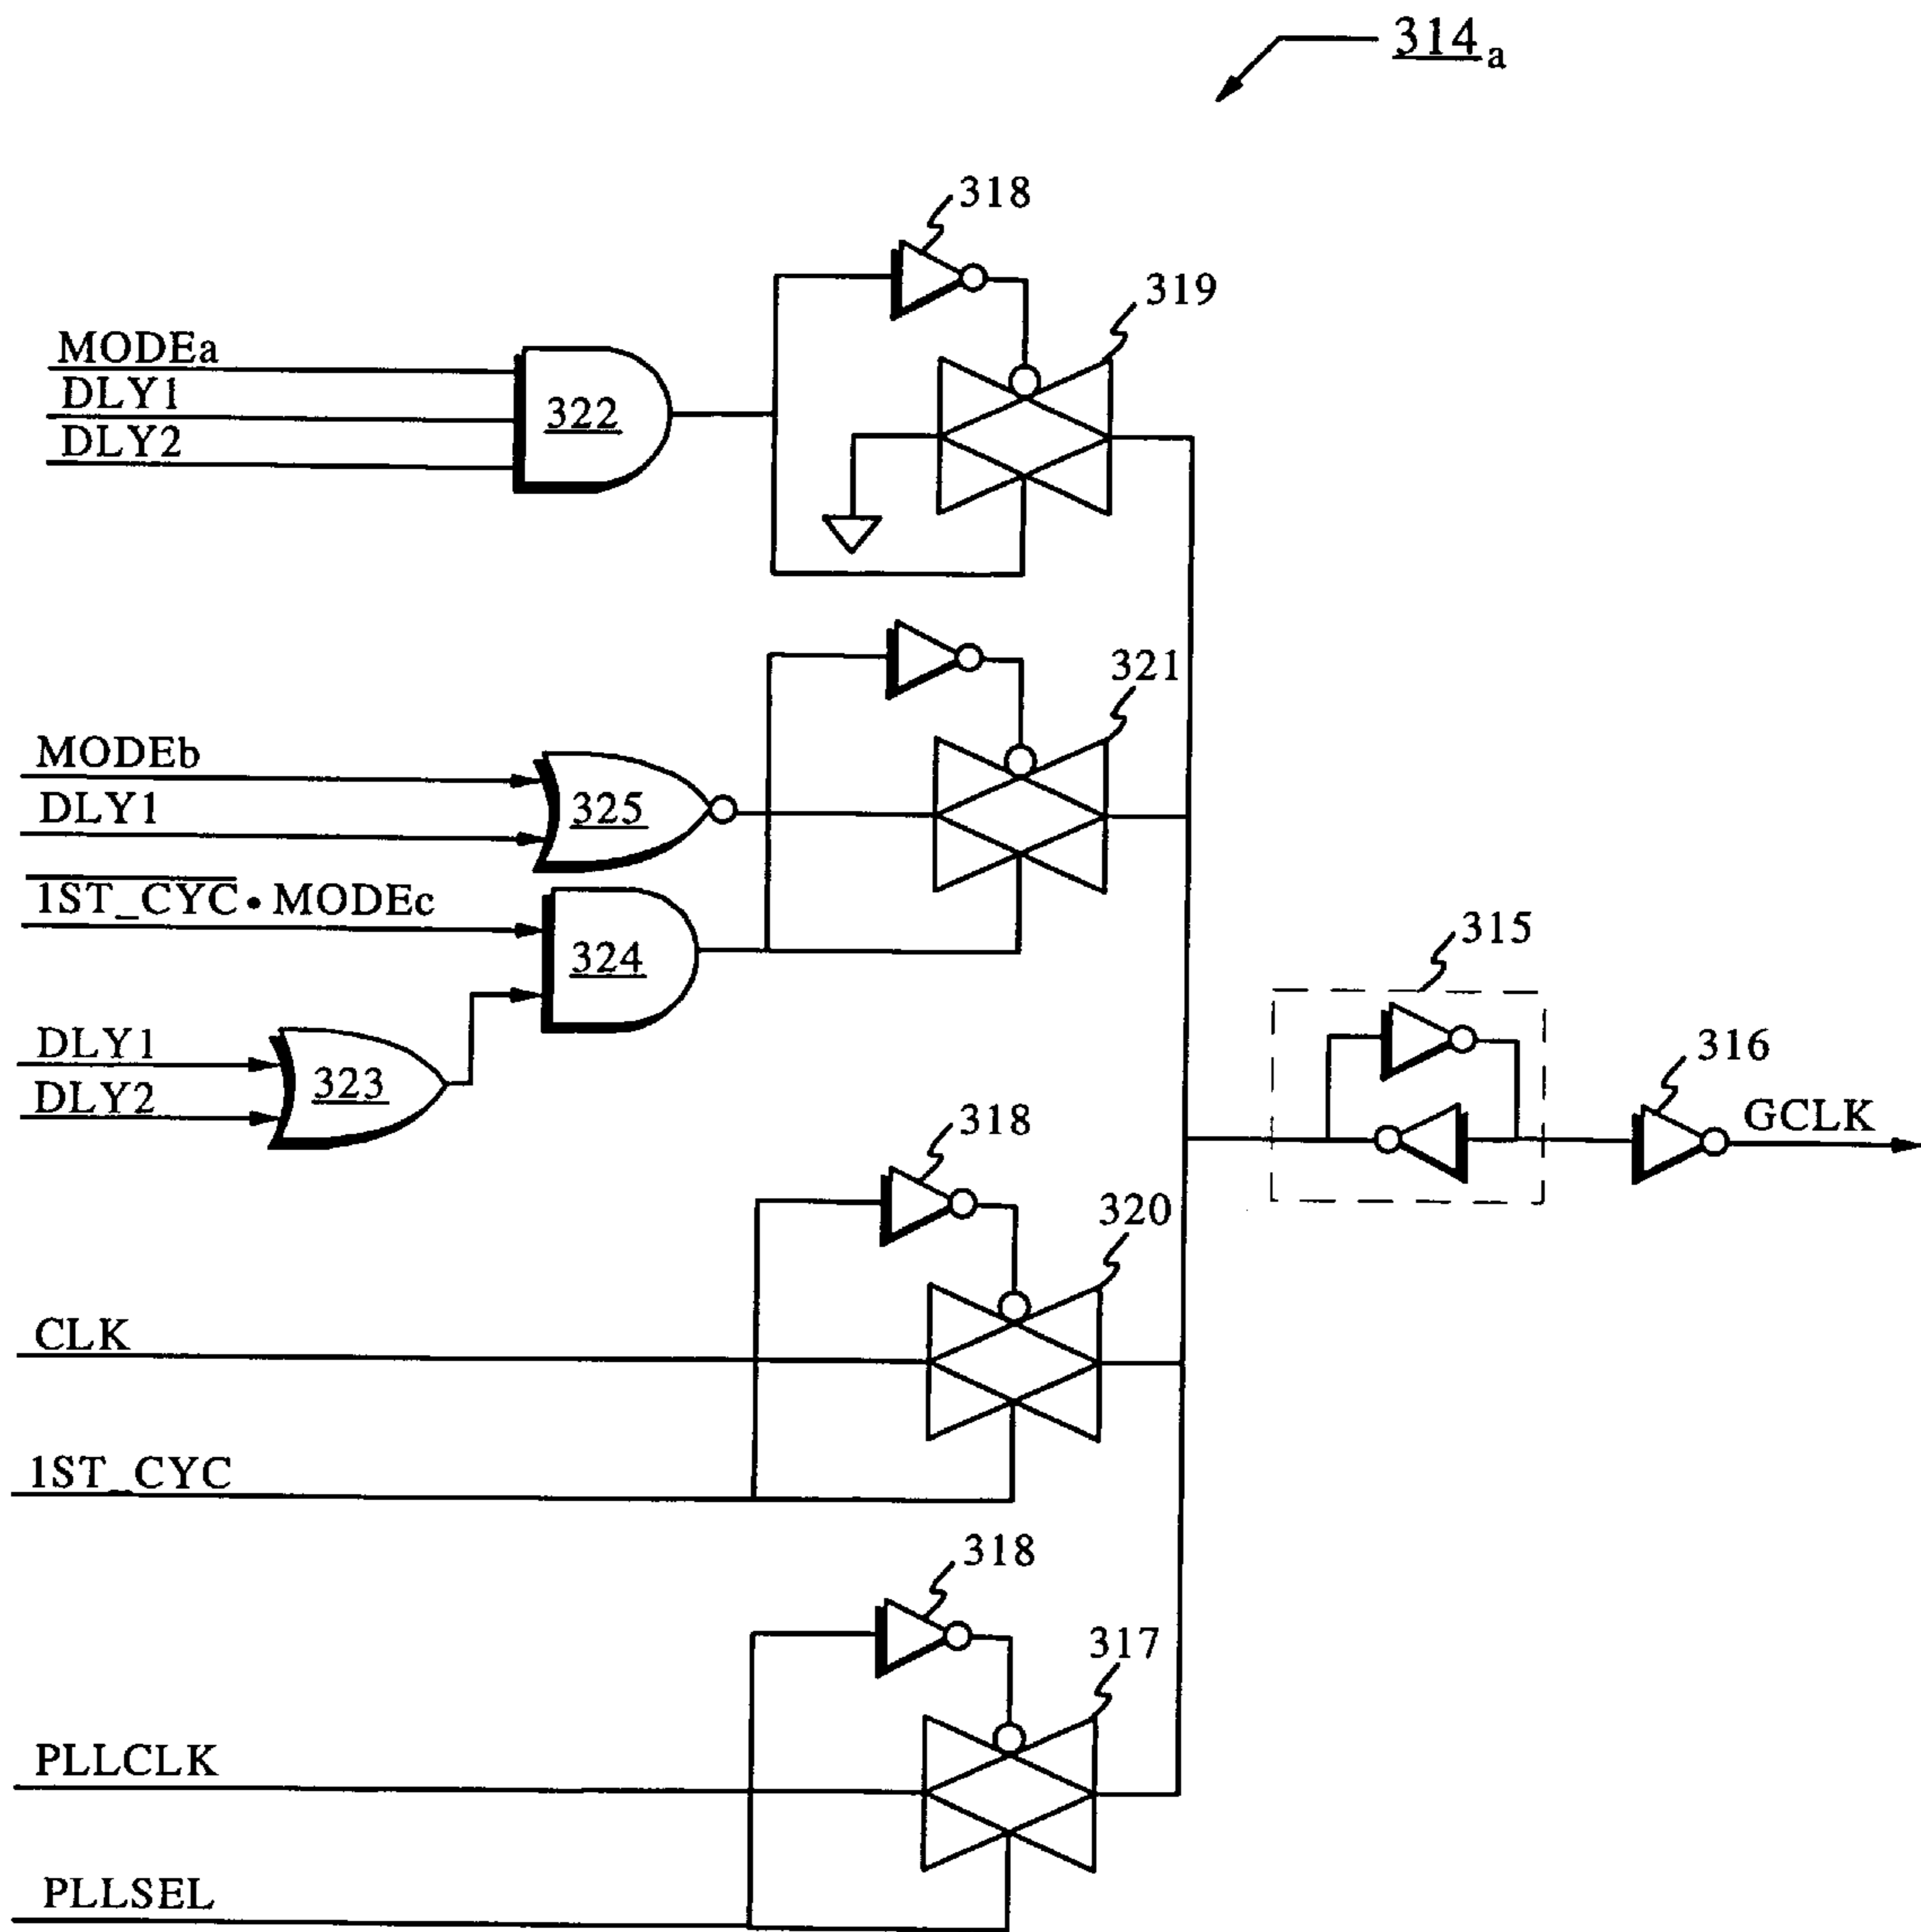 314a
318
319
MODEa
DLY1
DLY2
322
321
MODEb
DLY1
325
1ST_CYC•MODEc
324
315
DLY1
DLY2
323
316
GCLK
318
320
CLK
1ST_CYC
318
317
PLLCLK
PLLSEL